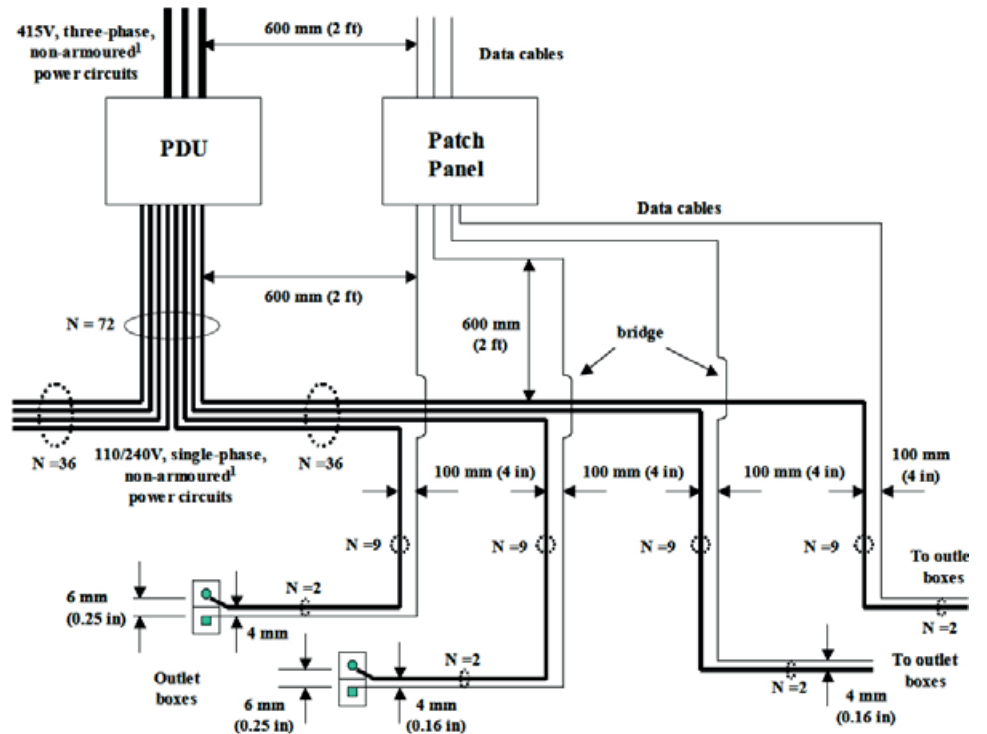 415V, three-phase,
non-armoured1
power circuits
600 mm (2 ft)
Data cables
PDU
Patch
Panel
Data cables
600 mm (2 ft)
N = 72
600 mm
(2 ft)
bridge
N =36
110/240V, single-phase,
non-armoured1
power circuits
N =36
100 mm (4 in)
100 mm (4 in)
100 mm (4 in)
100 mm
(4 in)
N =9
N =9
N =9
N =9
To outle
boxes
6 mm
(0.25 in)
N =2
4 mm
N =2
Outlet
boxes
N =2
To outlet
boxes
N =2
6 mm
(0.25 in)
4 mm
(0.16 in)
4 mm
(0.16 in)